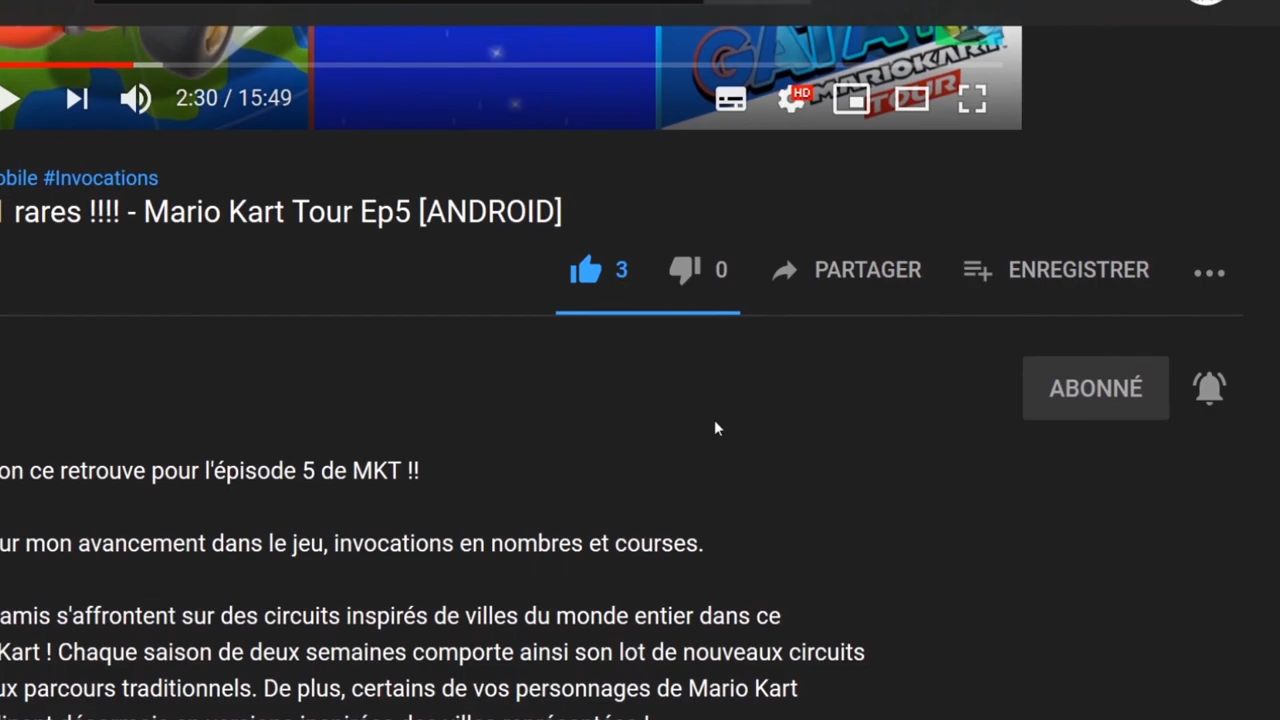 MARIOKART
TOUR
2:30 / 15:49
HD
#Invocations
rares !!!! - Mario Kart Tour Ep5 [ANDROID]
3 0 PARTAGER ENREGISTRER
ABONNÉ
on ce retrouve pour l'épisode 5 de MKT !!
mon avancement dans le jeu, invocations en nombres et courses.
amis s'affrontent sur des circuits inspirés de villes du monde entier dans ce
Kart ! Chaque saison de deux semaines comporte ainsi son lot de nouveaux circuits
parcours traditionnels. De plus, certains de vos personnages de Mario Kart